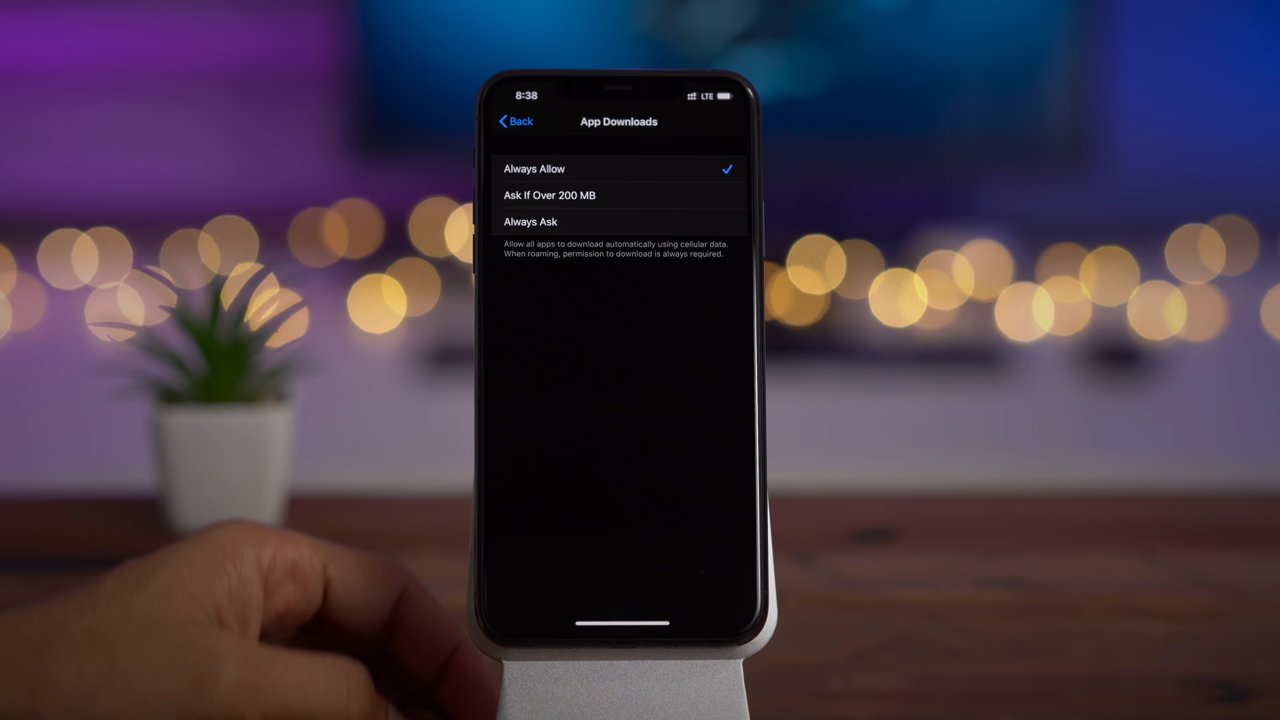 8:38 LTE
Back App Downloads
Always Allow
Ask If Over 200 MB
Always Ask
Allow all apps to download automatically using cellular data.
When roaming, permission to download is always required.